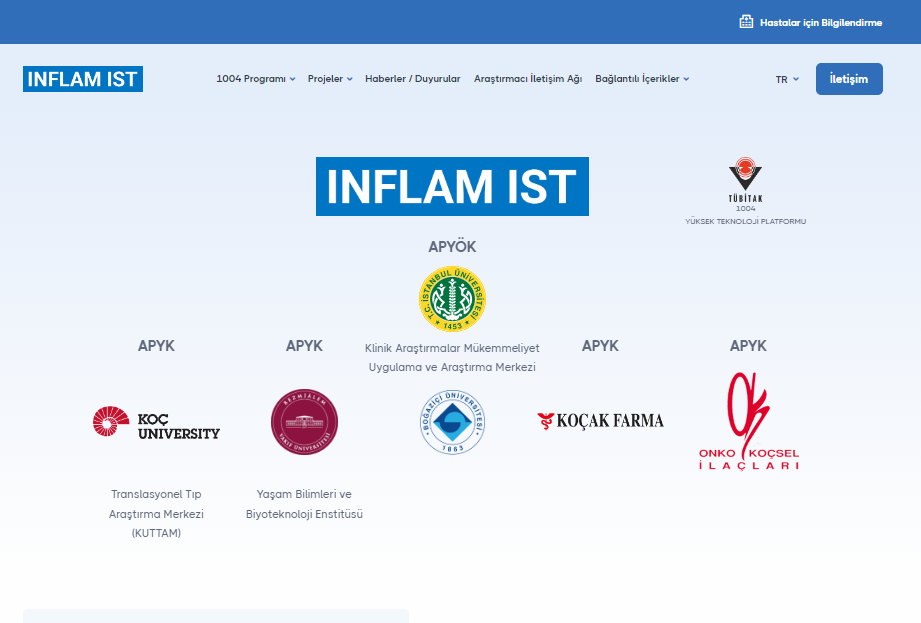 Hastalar için Bilgilendirme
INFLAM IST
1004 Programı
Projeler
Haberler / Duyurular
Araştırmacı İletişim Ağı
Bağlantılı İçerikler
TR
İletişim
INFLAM IST
TÜBİTAK
1004
YÜKSEK TEKNOLOJİ PLATFORMU
APYÖK
T.C. İSTANBUL ÜNİVERSİTESİ
1453
Klinik Araştırmalar Mükemmeliyet
Uygulama ve Araştırma Merkezi
APYK
APYK
APYK
APYK
KOÇ
UNIVERSITY
BEZMİALEM
VAKIF ÜNİVERSİTESİ
BOĞAZİÇİ ÜNİVERSİTESİ
1863
KOÇAK FARMA
ONKO KOÇSEL
İLAÇLARI
Translasyonel Tıp
Araştırma Merkezi
(KUTTAM)
Yaşam Bilimleri ve
Biyoteknoloji Enstitüsü